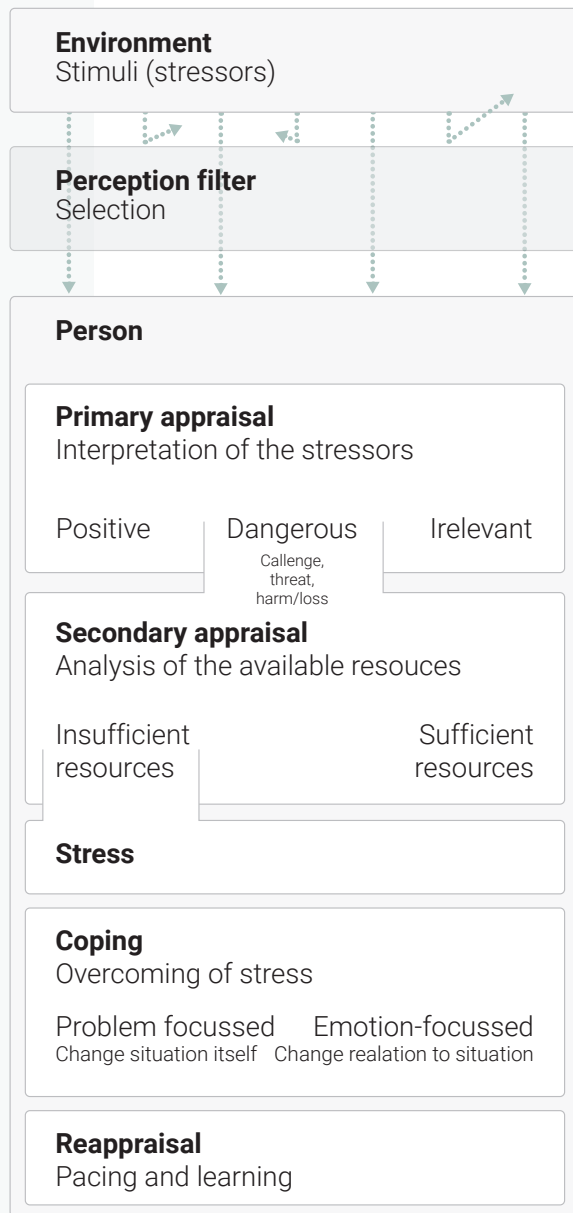 Environment
Stimuli (stressors)
Perception filter
Selection
Person
Primary appraisal
Interpretation of the stressors
Positive Dangerous Irelevant
Callenge,
threat,
harm/loss
Secondary appraisal
Analysis of the available resouces
Insufficient Sufficient
resources resources
Stress
Coping
Overcoming of stress
Problem focussed Emotion-focussed
Change situation itself Change realation to situation
Reappraisal
Pacing and learning